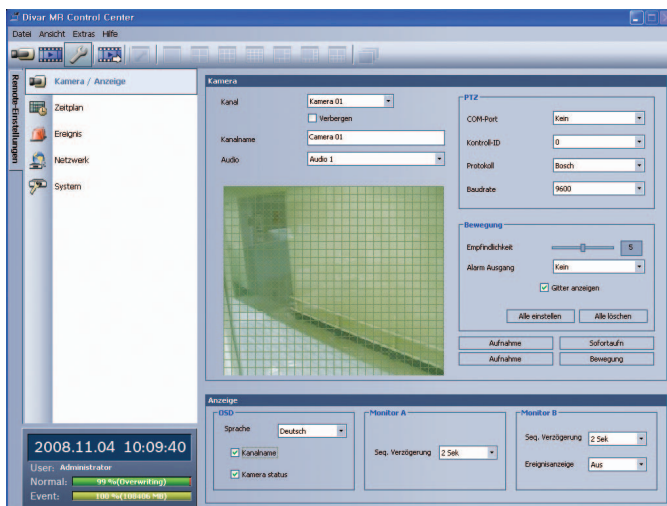 Divar MR Control Center
Datei Ansicht Extras Hilfe
Remote-Einstellungen
Kamera / Anzeige
Zeitplan
Ereignis
Netzwerk
System
2008.11.04 10:09:40
User: Administrator
Normal: 99 %(Overwriting)
Event: 100 %(100406 MB)
Kamera
Kanal Kamera 01
Verbergen
Kanalname Camera 01
Audio Audio 1
PTZ
COM-Port Kein
Kontroll-ID 0
Protokoll Bosch
Baudrate 9600
Bewegung
Empfindlichkeit 5
Alarm Ausgang Kein
Gitter anzeigen
Alle einstellen Alle löschen
Aufnahme Sofortaufn
Aufnahme Bewegung
Anzeige
OSD
Sprache Deutsch
Kanalname
Kamera status
Monitor A
Seq. Verzögerung 2 Sek
Monitor B
Seq. Verzögerung 2 Sek
Ereignisanzeige Aus